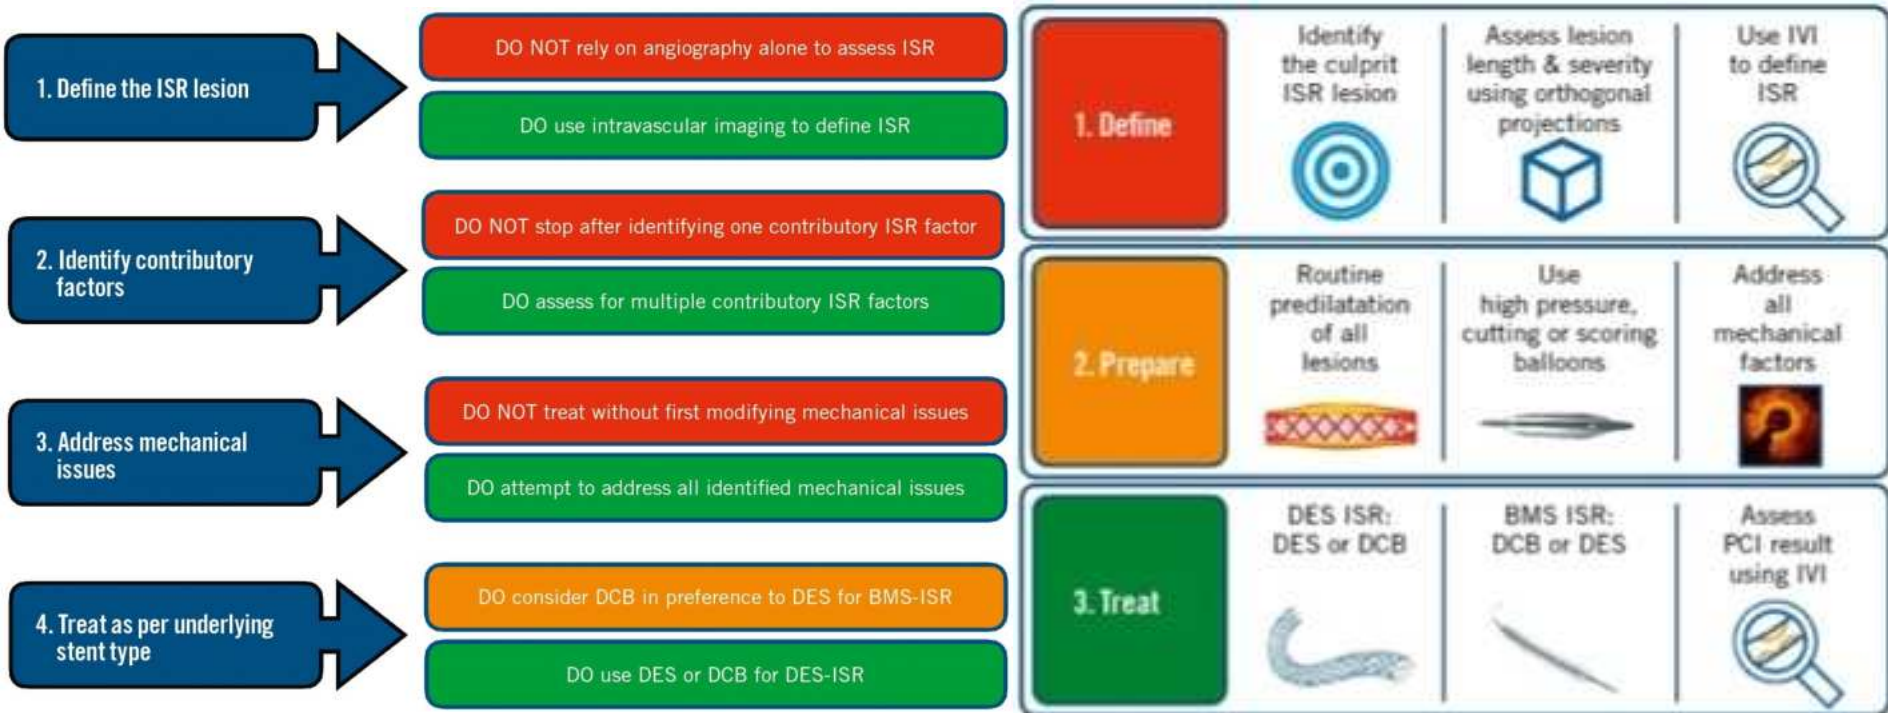 1. Define the ISR lesion
DO NOT rely on angiography alone to assess ISR
DO use intravascular imaging to define ISR
2. Identify contributory
factors
DO NOT stop after identifying one contributory ISR factor
DO assess for multiple contributory ISR factors
3. Address mechanical
issues
DO NOT treat without first modifying mechanical issues
DO attempt to address all identified mechanical issues
4. Treat as per underlying
stent type
DO consider DCB in preference to DES for BMS-ISR
DO use DES or DCB for DES-ISR
1. Define
Identify
the culprit
ISR lesion
Assess lesion
length & severity
using orthogonal
projections
Use IVI
to define
ISR
2. Prepare
Routine
predilatation
of all
lesions
Use
high pressure,
cutting or scoring
balloons
Address
all
mechanical
factors
3. Treat
DES ISR:
DES or DCB
BMS ISR:
DCB or DES
Assess
PCI result
using IVI